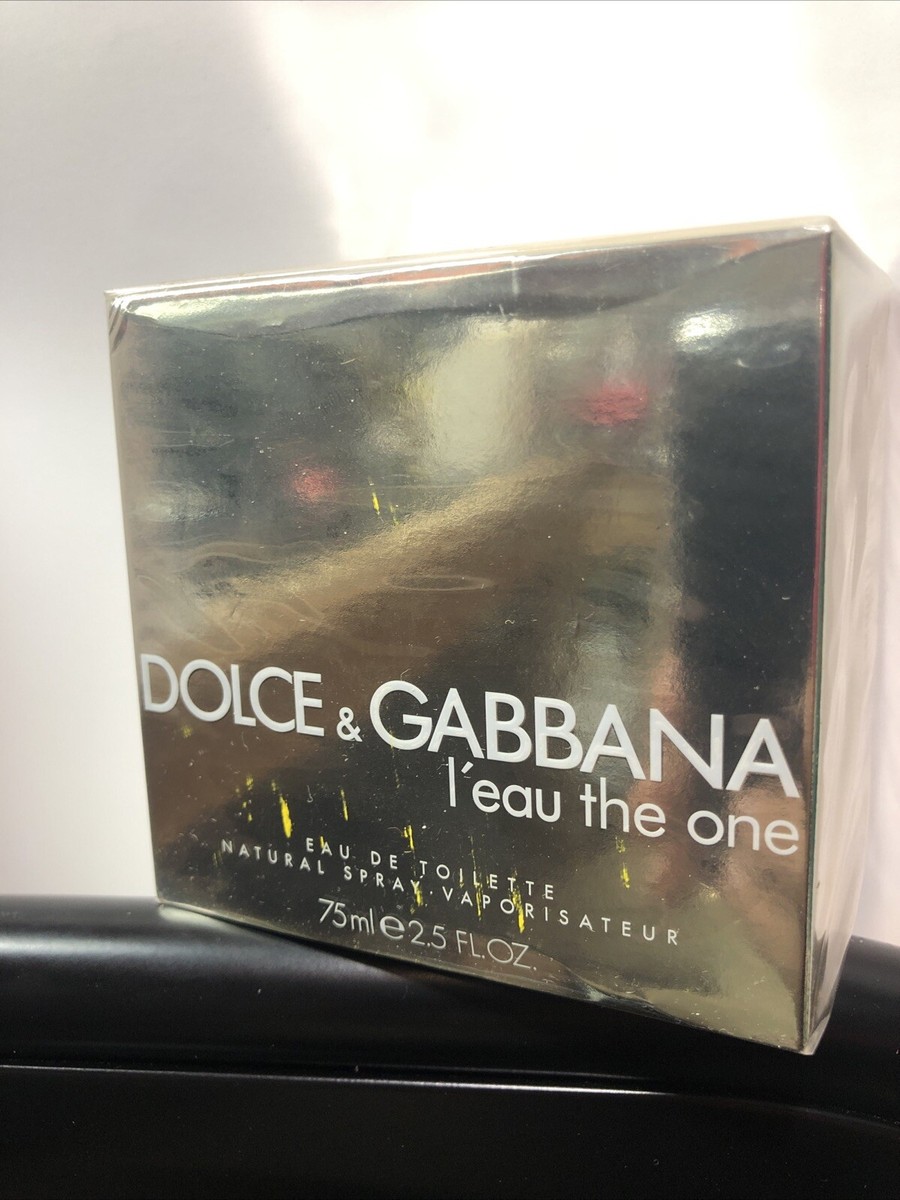 DOLCE & GABBANA
l'eau the one
EAU DE TOILETTE
NATURAL SPRAY VAPORISATEUR
75ml e 2.5 FL.OZ.